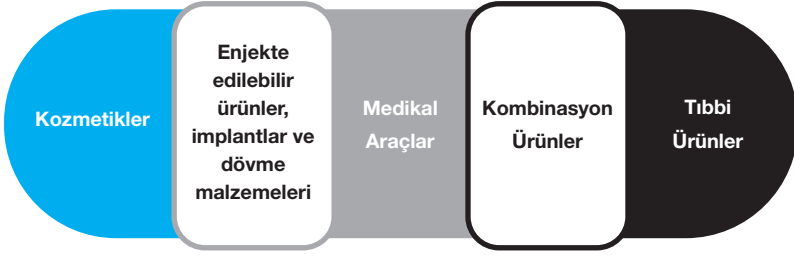 Kozmetikler
Enjekte
edilebilir
ürünler,
implantlar ve
dövme
malzemeleri
Medikal
Araçlar
Kombinasyon
Ürünler
Tıbbi
Ürünler